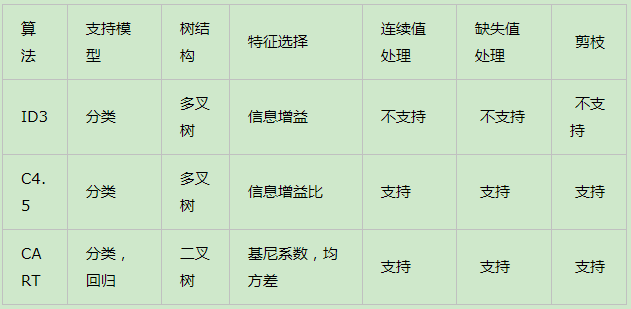 算法 支持模型 树结构 特征选择 连续值处理 缺失值处理 剪枝
ID3 分类 多叉树 信息增益 不支持 不支持 不支持
C4.5 分类 多叉树 信息增益比 支持 支持 支持
CART 分类，回归 二叉树 基尼系数，均方差 支持 支持 支持